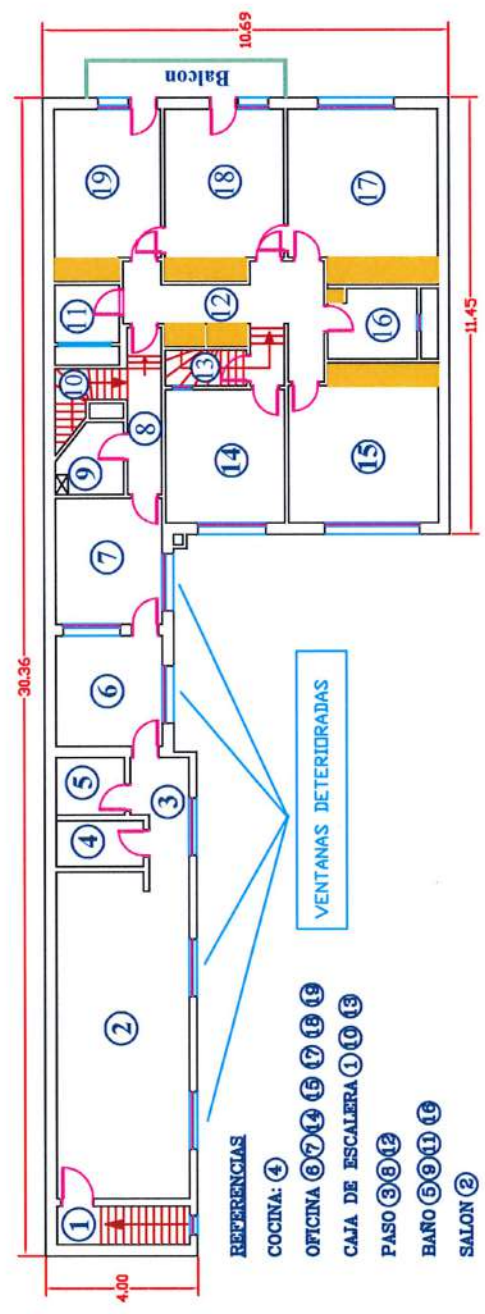 30.36
10.69
11.45
4.00
Balcon
1
2
3
4
5
6
7
8
9
10
11
12
13
14
15
16
17
18
19
VENTANAS DETERIORADAS
REFERENCIAS
COCINA: 4
OFICINA 6 7 14 15 17 18 19
CAJA DE ESCALERA 1 10 13
PASO 3 8 12
BAÑO 5 9 11 16
SALON 2